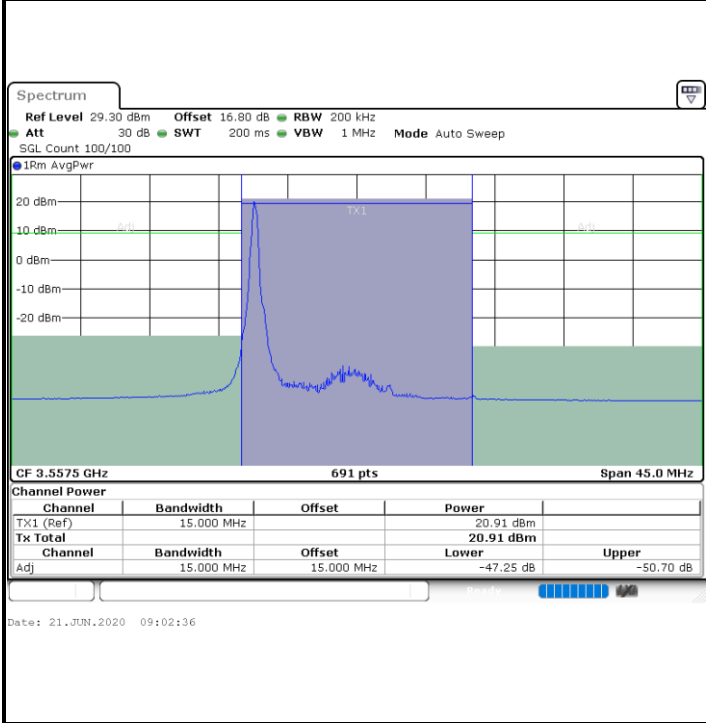 Spectrum
Ref Level 29.30 dBm Offset 16.80 dB RBW 200 kHz
Att 30 dB SWT 200 ms VBW 1 MHz Mode Auto Sweep
SGL Count 100/100
1Rm AvgPwr
20 dBm
TX1
Adj Adj
10 dBm
0 dBm
-10 dBm
-20 dBm
CF 3.5575 GHz 691 pts Span 45.0 MHz
Channel Power
Channel Bandwidth Offset Power
TX1 (Ref) 15.000 MHz 20.91 dBm
Tx Total 20.91 dBm
Channel Bandwidth Offset Lower Upper
Adj 15.000 MHz 15.000 MHz -47.25 dB -50.70 dB
Ready
Date: 21.JUN.2020 09:02:36